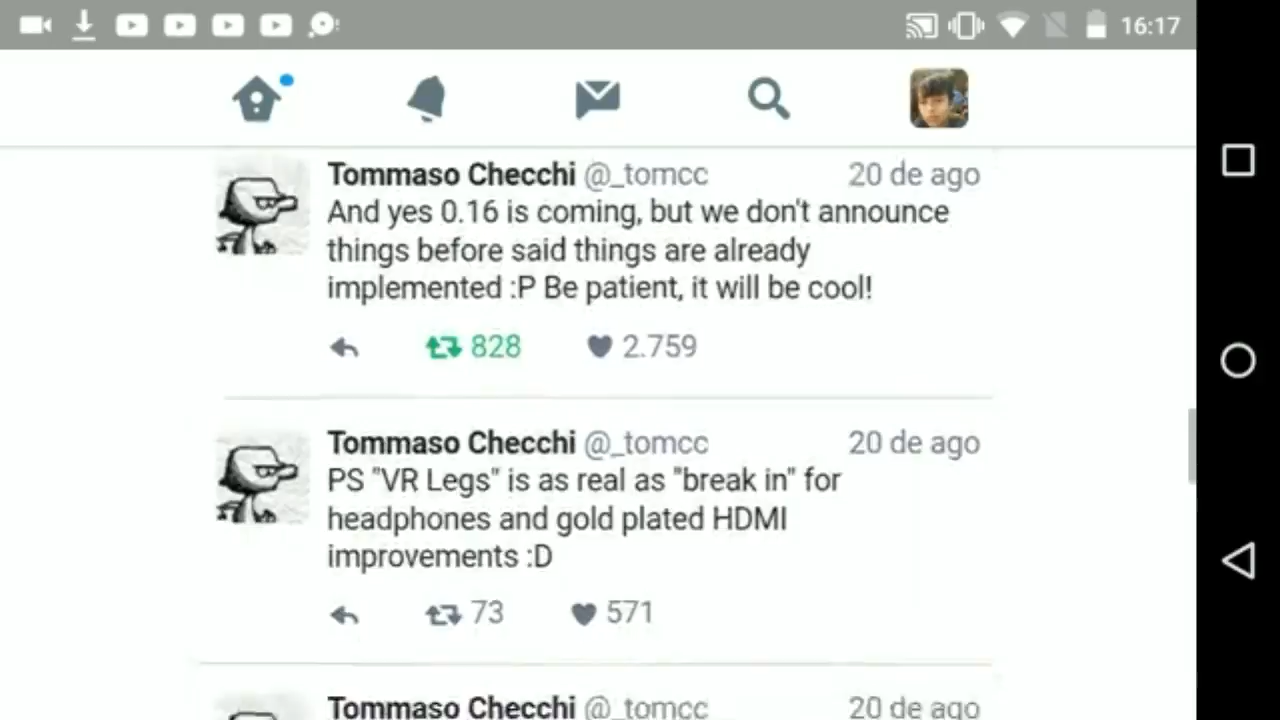 16:17
Tommaso Checchi @_tomcc 20 de ago
And yes 0.16 is coming, but we don't announce
things before said things are already
implemented :P Be patient, it will be cool!
828 2.759
Tommaso Checchi @_tomcc 20 de ago
PS "VR Legs" is as real as "break in" for
headphones and gold plated HDMI
improvements :D
73 571
Tommaso Checchi @_tomcc 20 de ago